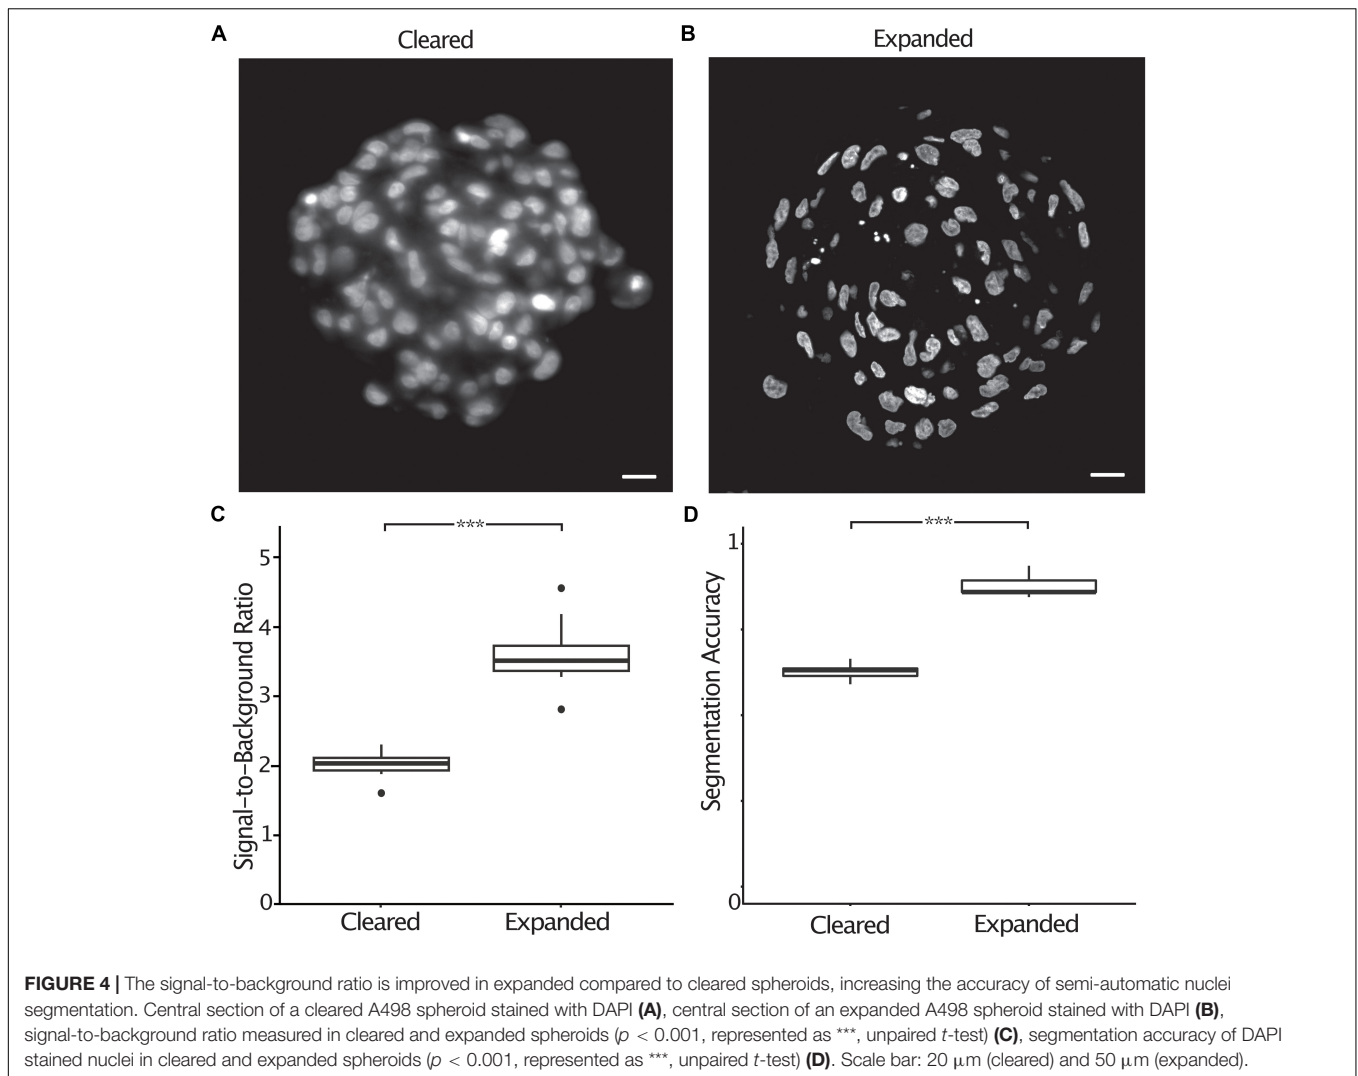 A
Cleared
B
Expanded
C
***
Signal-to-Background Ratio
5
4
3
2
1
0
Cleared
Expanded
D
***
Segmentation Accuracy
1
0
Cleared
Expanded
FIGURE 4 | The signal-to-background ratio is improved in expanded compared to cleared spheroids, increasing the accuracy of semi-automatic nuclei
segmentation. Central section of a cleared A498 spheroid stained with DAPI (A), central section of an expanded A498 spheroid stained with DAPI (B),
signal-to-background ratio measured in cleared and expanded spheroids (p < 0.001, represented as ***, unpaired t-test) (C), segmentation accuracy of DAPI
stained nuclei in cleared and expanded spheroids (p < 0.001, represented as ***, unpaired t-test) (D). Scale bar: 20 μm (cleared) and 50 μm (expanded).